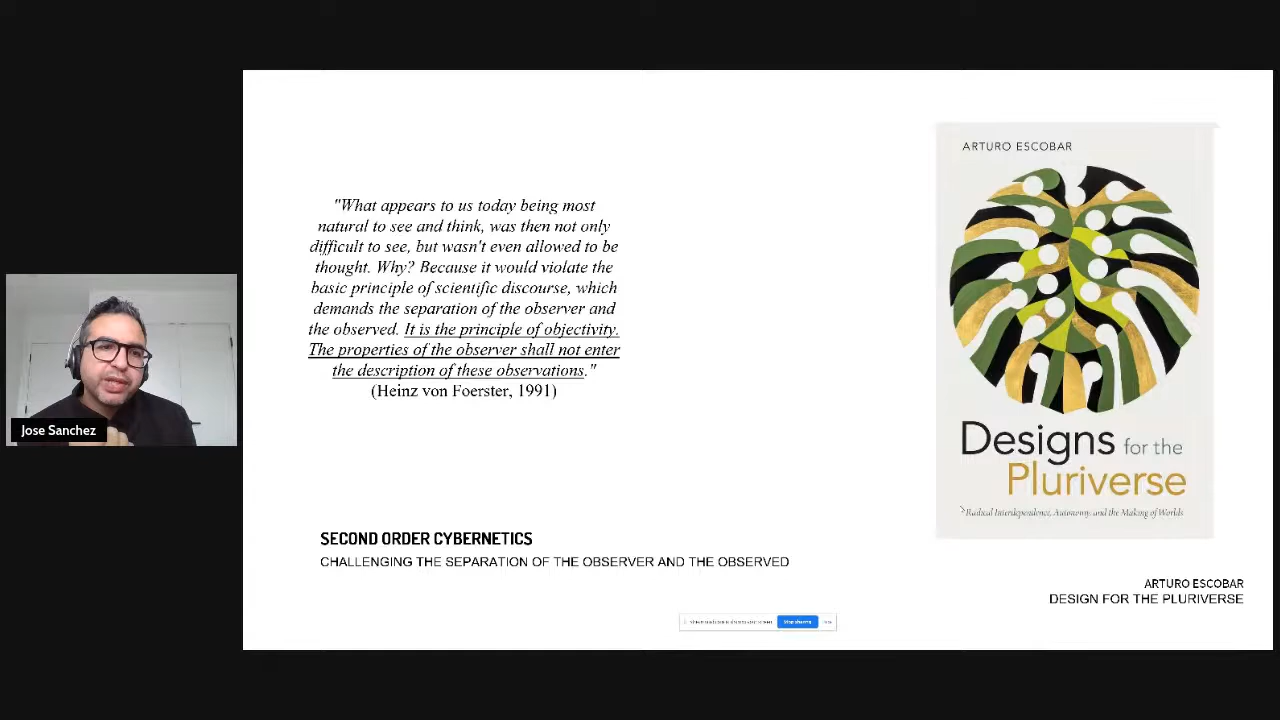 "What appears to us today being most
natural to see and think, was then not only
difficult to see, but wasn't even allowed to be
thought. Why? Because it would violate the
basic principle of scientific discourse, which
demands the separation of the observer and
the observed. It is the principle of objectivity.
The properties of the observer shall not enter
the description of these observations."
(Heinz von Foerster, 1991)
SECOND ORDER CYBERNETICS
CHALLENGING THE SEPARATION OF THE OBSERVER AND THE OBSERVED
ARTURO ESCOBAR
Designs for the
Pluriverse
Radical Interdependence, Autonomy, and the Making of Worlds
ARTURO ESCOBAR
DESIGN FOR THE PLURIVERSE
Jose Sanchez
Stop sharing